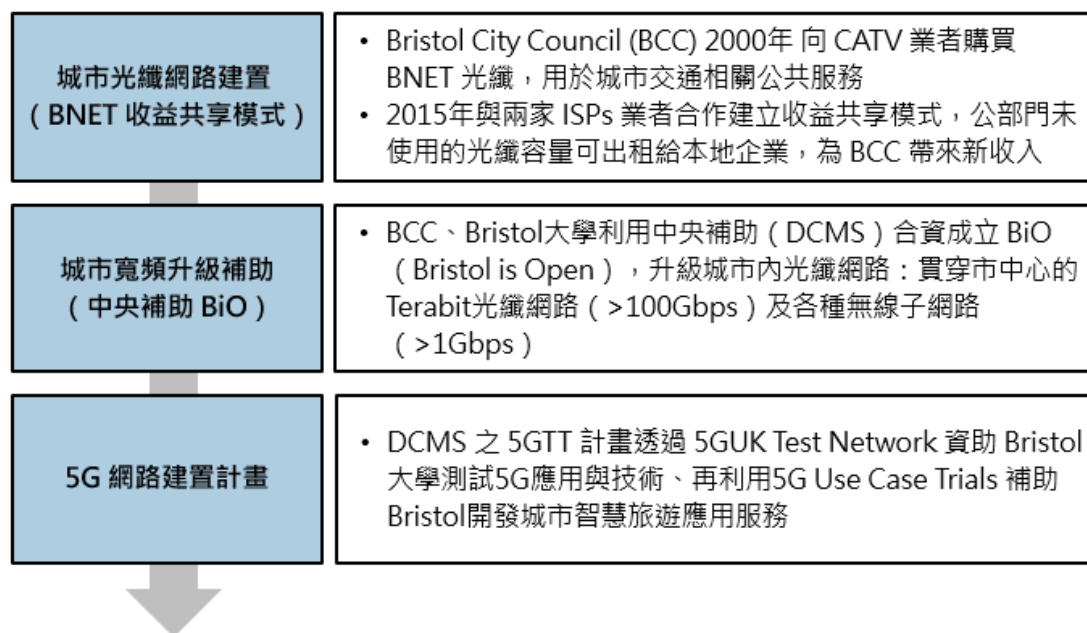 城市光纖網路建置
（BNET 收益共享模式）
• Bristol City Council (BCC) 2000年 向 CATV 業者購買
BNET 光纖，用於城市交通相關公共服務
• 2015年與兩家 ISPs 業者合作建立收益共享模式，公部門未
使用的光纖容量可出租給本地企業，為 BCC 帶來新收入
城市寬頻升級補助
（中央補助 BiO）
• BCC、Bristol大學利用中央補助（DCMS）合資成立 BiO
（Bristol is Open），升級城市內光纖網路：貫穿市中心的
Terabit光纖網路（>100Gbps）及各種無線子網路
（>1Gbps）
5G 網路建置計畫
• DCMS 之 5GTT 計畫透過 5GUK Test Network 資助 Bristol
大學測試5G應用與技術、再利用5G Use Case Trials 補助
Bristol開發城市智慧旅遊應用服務